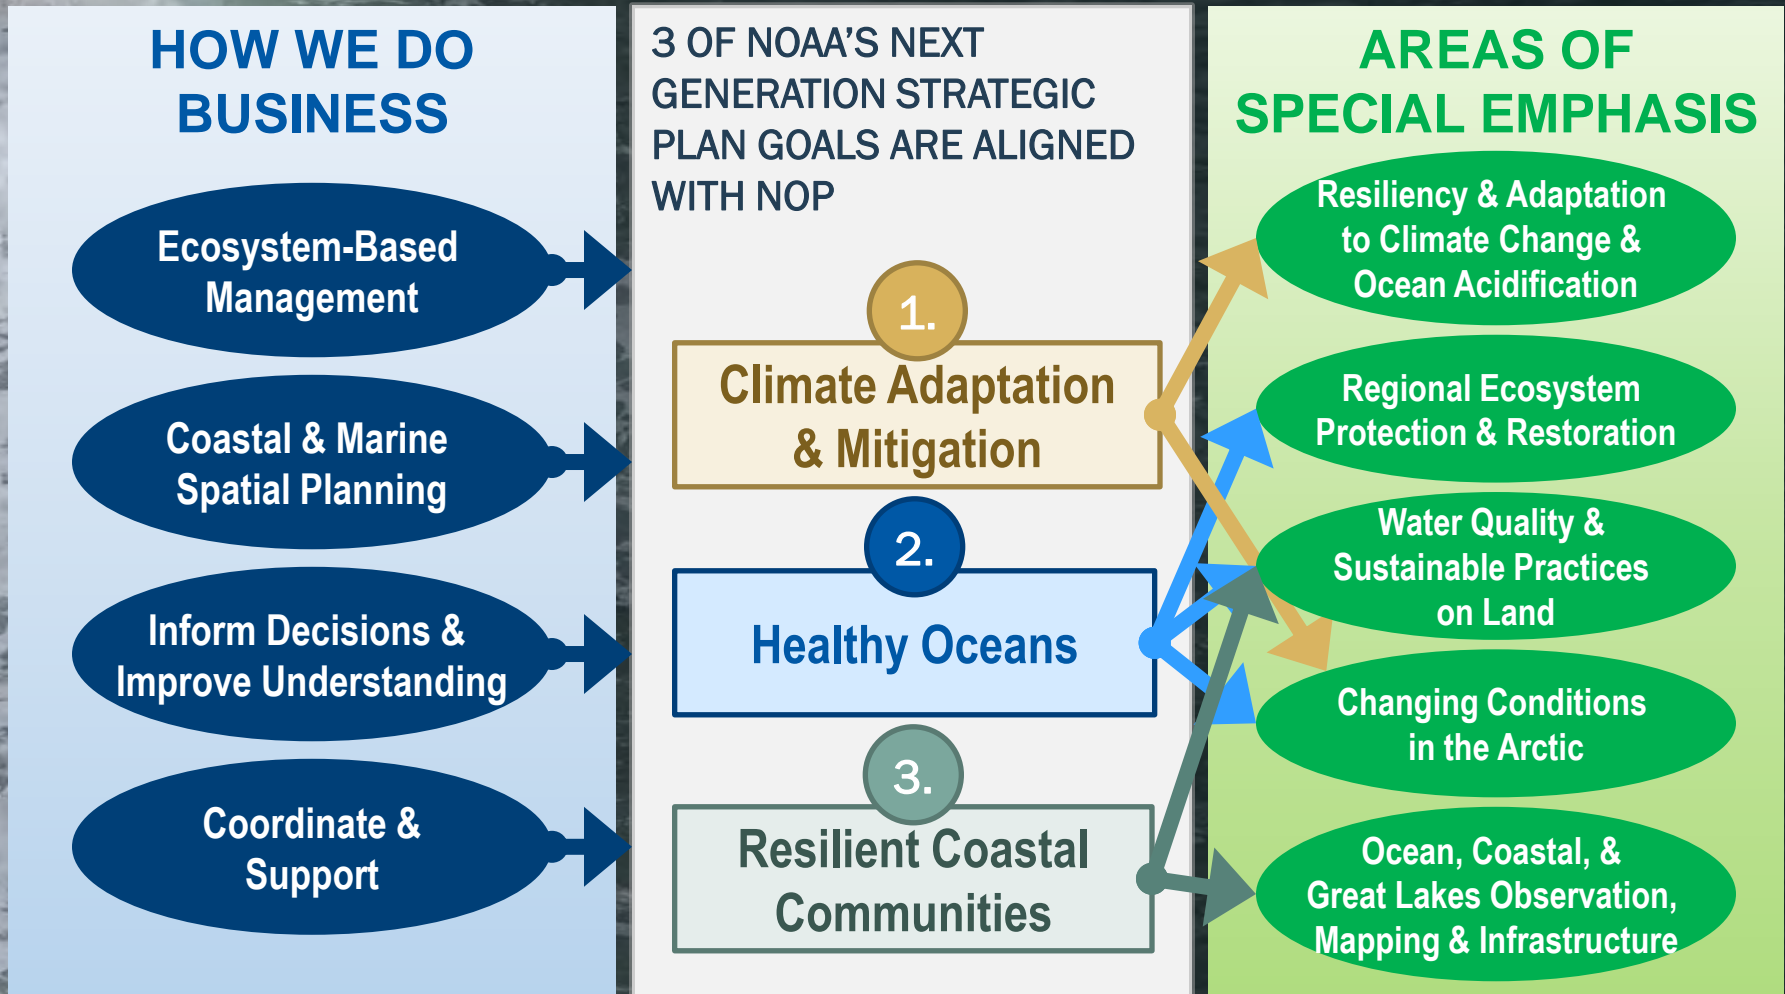 HOW WE DO
BUSINESS
Ecosystem-Based
Management
Coastal & Marine
Spatial Planning
Inform Decisions &
Improve Understanding
Coordinate &
Support
3 OF NOAA'S NEXT
GENERATION STRATEGIC
PLAN GOALS ARE ALIGNED
WITH NOP
1.
Climate Adaptation
& Mitigation
2.
Healthy Oceans
3.
Resilient Coastal
Communities
AREAS OF
SPECIAL EMPHASIS
Resiliency & Adaptation
to Climate Change &
Ocean Acidification
Regional Ecosystem
Protection & Restoration
Water Quality &
Sustainable Practices
on Land
Changing Conditions
in the Arctic
Ocean, Coastal, &
Great Lakes Observation,
Mapping & Infrastructure